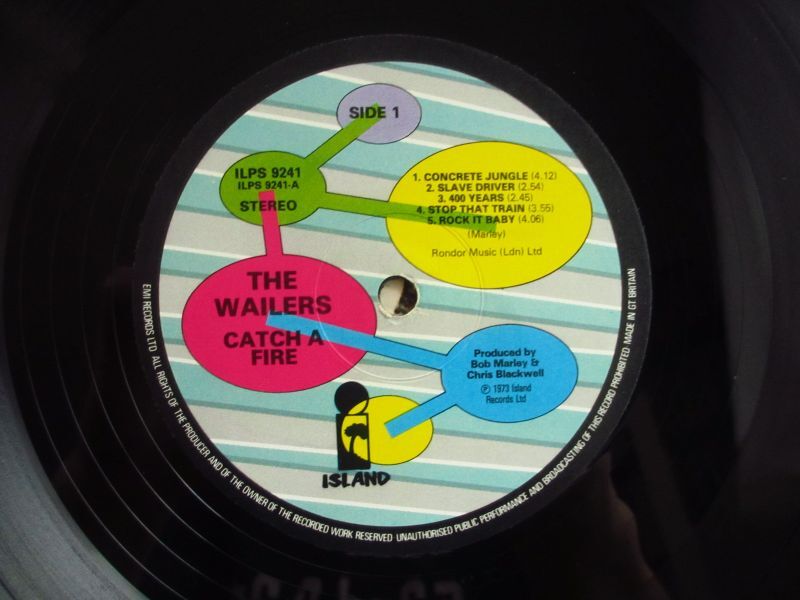 SIDE 1
ILPS 9241
ILPS 9241-A
STEREO
1. CONCRETE JUNGLE (4.12)
2. SLAVE DRIVER (2.54)
3. 400 YEARS (2.45)
4. STOP THAT TRAIN (3.55)
5. ROCK IT BABY (4.06)
(Marley)
Rondor Music (Ldn) Ltd
THE
WAILERS
CATCH A
FIRE
Produced by
Bob Marley &
Chris Blackwell
℗ 1973 Island
Records Ltd
ISLAND
EMI RECORDS LTD ALL RIGHTS OF THE PRODUCER AND OF THE OWNER OF THE RECORDED WORK RESERVED UNAUTHORISED PUBLIC PERFORMANCE AND BROADCASTING OF THIS RECORD PROHIBITED MADE IN GT BRITAIN